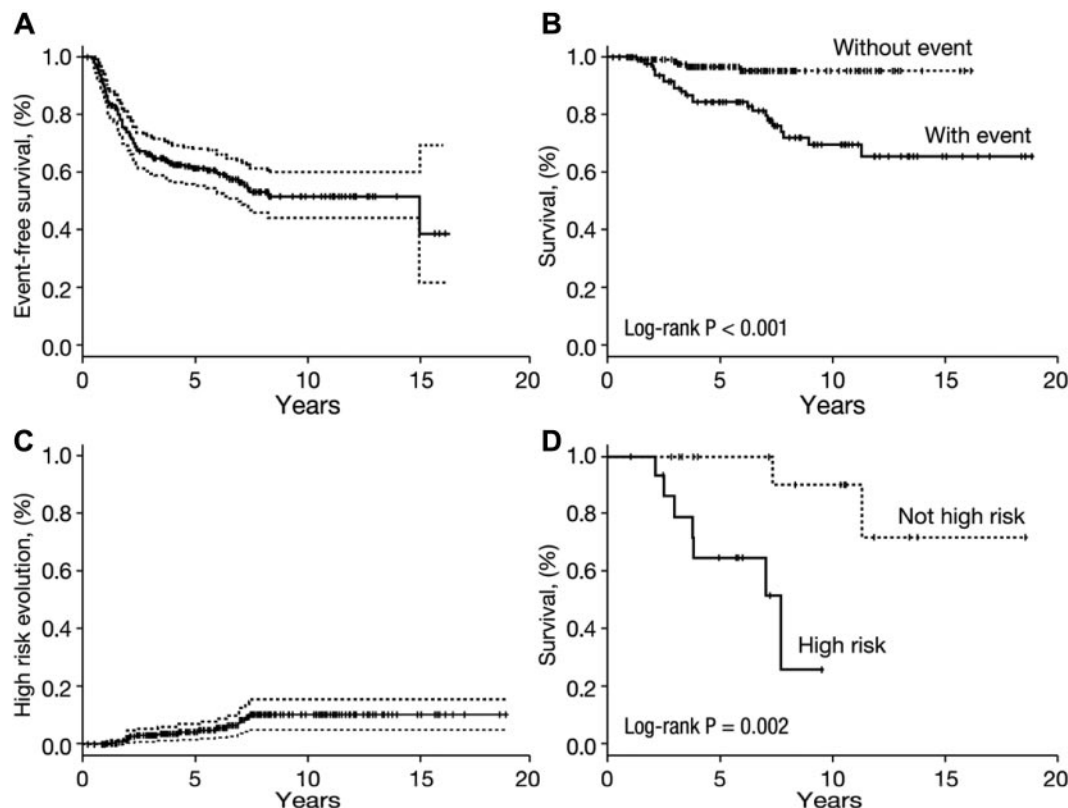 A
Event-free survival, (%)
1.0
0.8
0.6
0.4
0.2
0.0
0
5
10
15
20
Years
B
Survival, (%)
1.0
0.8
0.6
0.4
0.2
0.0
Without event
With event
Log-rank P < 0.001
0
5
10
15
20
Years
C
High risk evolution, (%)
1.0
0.8
0.6
0.4
0.2
0.0
0
5
10
15
20
Years
D
Survival, (%)
1.0
0.8
0.6
0.4
0.2
0.0
Not high risk
High risk
Log-rank P = 0.002
0
5
10
15
20
Years